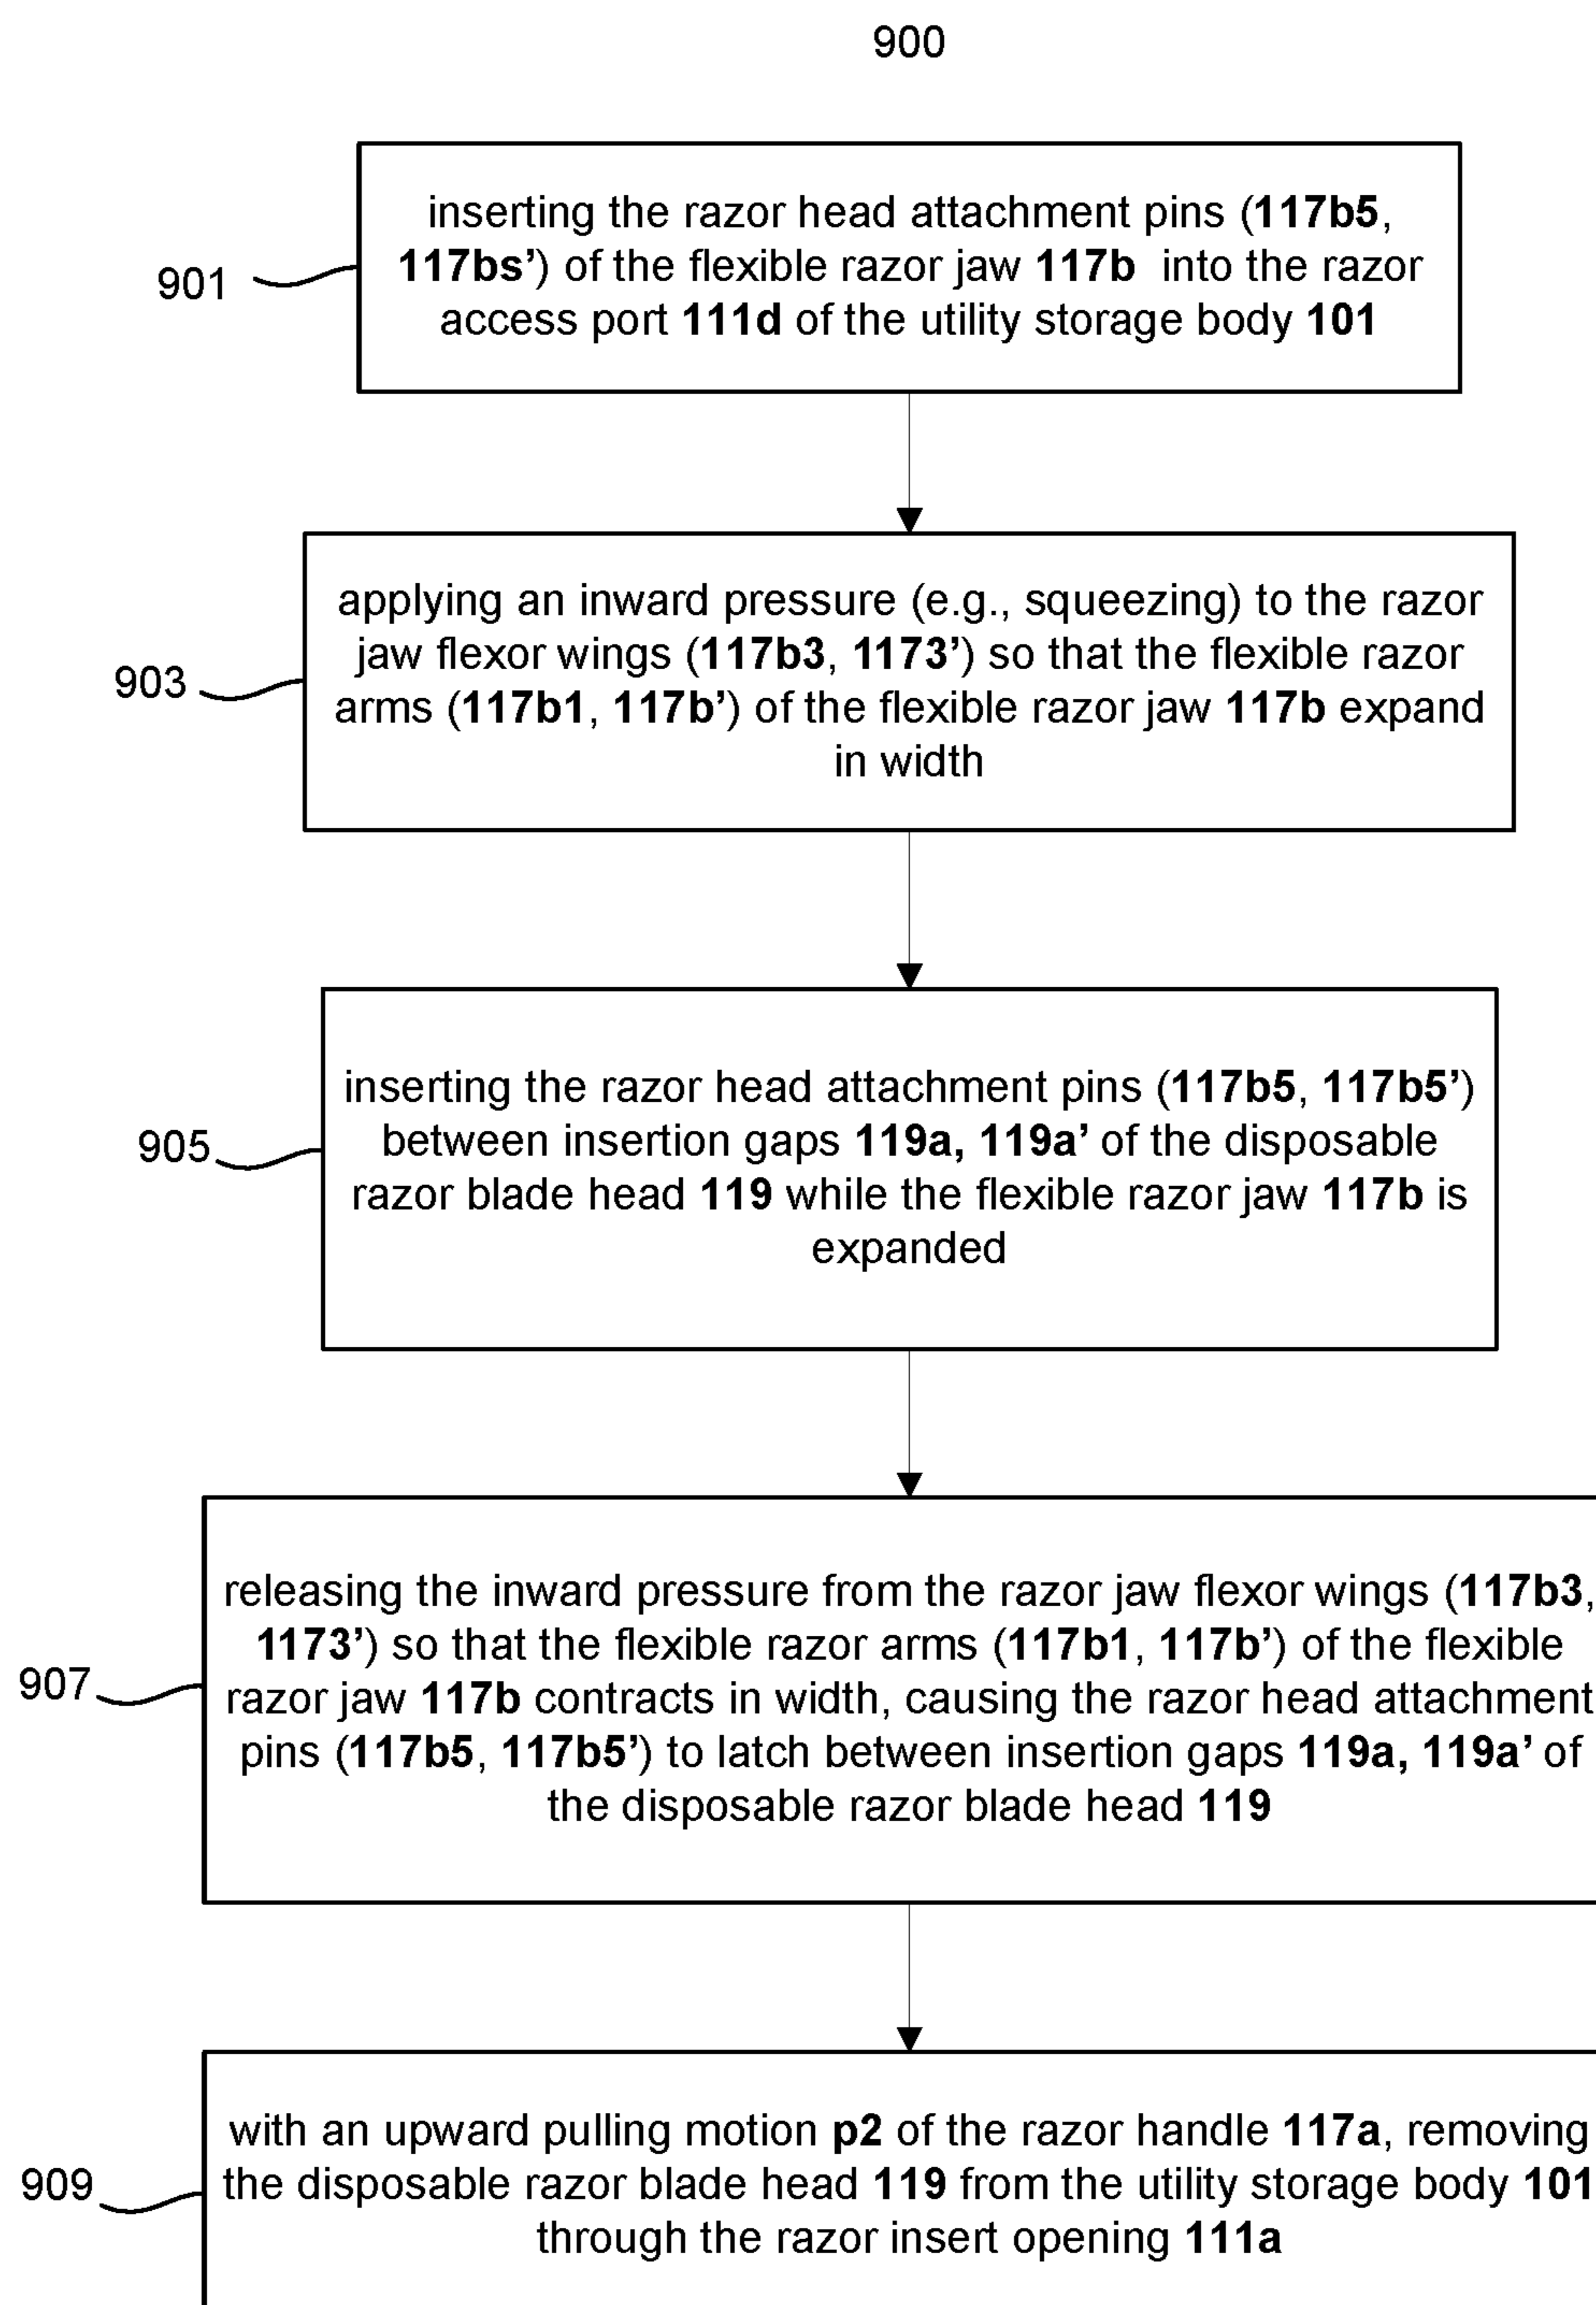 900
inserting the razor head attachment pins (117b5,
117bs’) of the flexible razor jaw 117b into the razor
access port 111d of the utility storage body 101
901
applying an inward pressure (e.g., squeezing) to the razor
jaw flexor wings (117b3, 1173’) so that the flexible razor
arms (117b1, 117b’) of the flexible razor jaw 117b expand
in width
903
inserting the razor head attachment pins (117b5, 117b5’)
between insertion gaps 119a, 119a’ of the disposable
razor blade head 119 while the flexible razor jaw 117b is
expanded
905
releasing the inward pressure from the razor jaw flexor wings (117b3,
1173’) so that the flexible razor arms (117b1, 117b’) of the flexible
razor jaw 117b contracts in width, causing the razor head attachment
pins (117b5, 117b5’) to latch between insertion gaps 119a, 119a’ of
the disposable razor blade head 119
907
with an upward pulling motion p2 of the razor handle 117a, removing
the disposable razor blade head 119 from the utility storage body 101
through the razor insert opening 111a
909